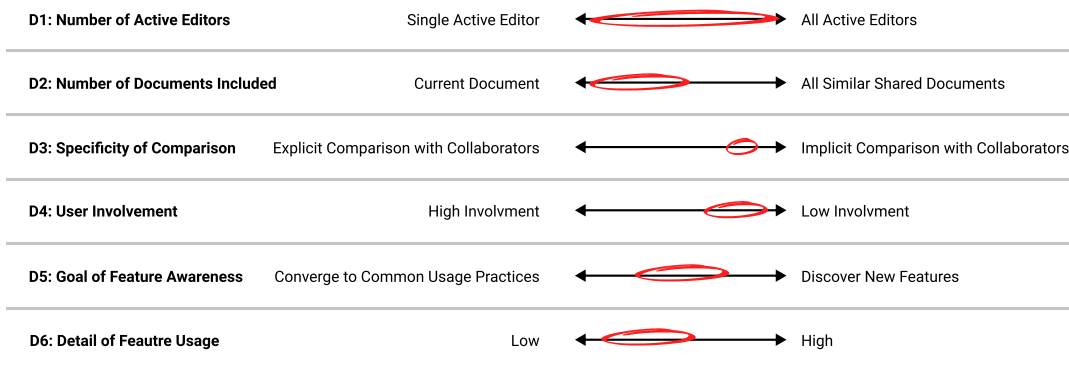 D1: Number of Active Editors Single Active Editor All Active Editors
D2: Number of Documents Included Current Document All Similar Shared Documents
D3: Specificity of Comparison Explicit Comparison with Collaborators Implicit Comparison with Collaborators
D4: User Involvement High Involvment Low Involvment
D5: Goal of Feature Awareness Converge to Common Usage Practices Discover New Features
D6: Detail of Feautre Usage Low High